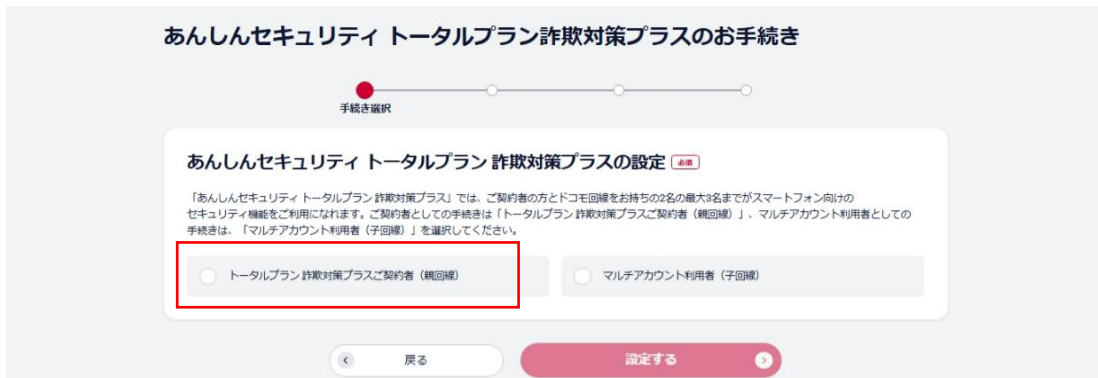 あんしんセキュリティ トータルプラン詐欺対策プラスのお手続き
手続き選択
あんしんセキュリティ トータルプラン 詐欺対策プラスの設定 必須
「あんしんセキュリティ トータルプラン 詐欺対策プラス」では、ご契約者の方とドコモ回線をお持ちの2名の最大3名までがスマートフォン向けの
セキュリティ機能をご利用になれます。ご契約者としての手続きは「トータルプラン 詐欺対策プラスご契約者（親回線）」、マルチアカウント利用者としての
手続きは、「マルチアカウント利用者（子回線）」を選択してください。
トータルプラン 詐欺対策プラスご契約者（親回線）
マルチアカウント利用者（子回線）
戻る
設定する